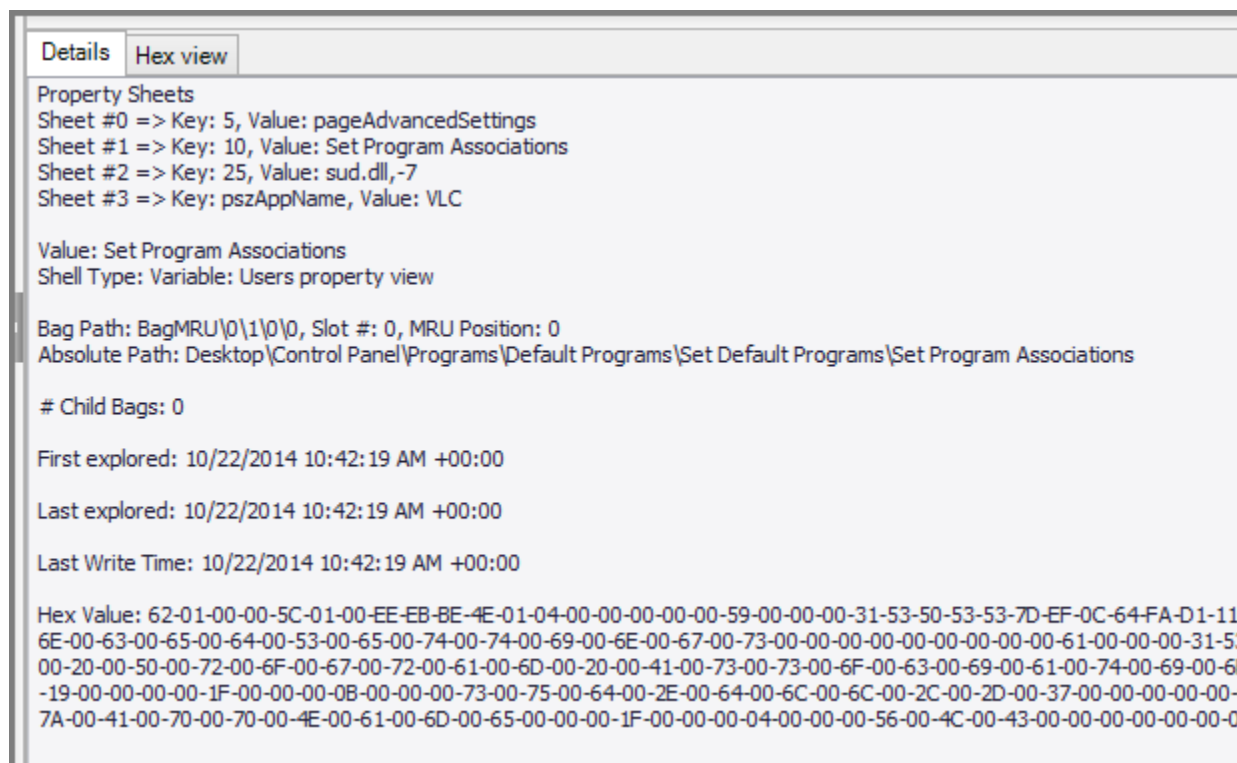 Details Hex view
Property Sheets
Sheet #0 => Key: 5, Value: pageAdvancedSettings
Sheet #1 => Key: 10, Value: Set Program Associations
Sheet #2 => Key: 25, Value: sud.dll,-7
Sheet #3 => Key: pszAppName, Value: VLC
Value: Set Program Associations
Shell Type: Variable: Users property view
Bag Path: BagMRU\0\1\0\0, Slot #: 0, MRU Position: 0
Absolute Path: Desktop\Control Panel\Programs\Default Programs\Set Default Programs\Set Program Associations
# Child Bags: 0
First explored: 10/22/2014 10:42:19 AM +00:00
Last explored: 10/22/2014 10:42:19 AM +00:00
Last Write Time: 10/22/2014 10:42:19 AM +00:00
Hex Value: 62-01-00-00-5C-01-00-EE-EB-BE-4E-01-04-00-00-00-00-00-59-00-00-00-31-53-50-53-53-7D-EF-0C-64-FA-D1-11
6E-00-63-00-65-00-64-00-53-00-65-00-74-00-74-00-69-00-6E-00-67-00-73-00-00-00-00-00-00-00-00-00-61-00-00-00-31-53
00-20-00-50-00-72-00-6F-00-67-00-72-00-61-00-6D-00-20-00-41-00-73-00-73-00-6F-00-63-00-69-00-61-00-74-00-69-00-6
-19-00-00-00-00-1F-00-00-00-0B-00-00-00-73-00-75-00-64-00-2E-00-64-00-6C-00-6C-00-2C-00-2D-00-37-00-00-00-00-00-
7A-00-41-00-70-00-70-00-4E-00-61-00-6D-00-65-00-00-00-1F-00-00-00-04-00-00-00-56-00-4C-00-43-00-00-00-00-00-00-0